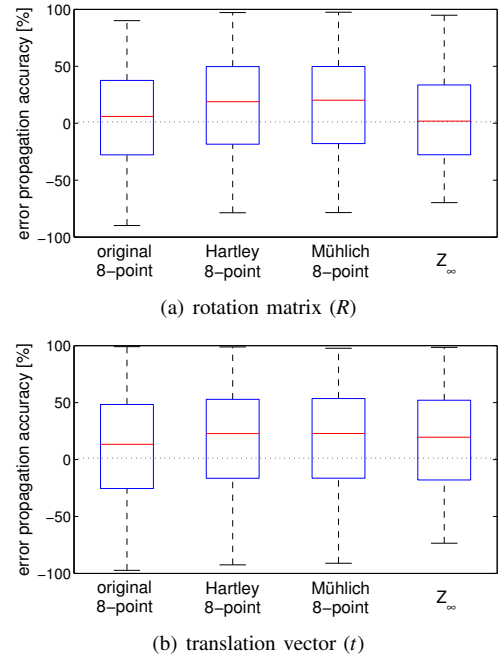 error propagation accuracy [%]
100
50
0
−50
−100
original
8−point
Hartley
8−point
Mühlich
8−point
Z∞
(a) rotation matrix (R)
error propagation accuracy [%]
100
50
0
−50
−100
original
8−point
Hartley
8−point
Mühlich
8−point
Z∞
(b) translation vector (t)